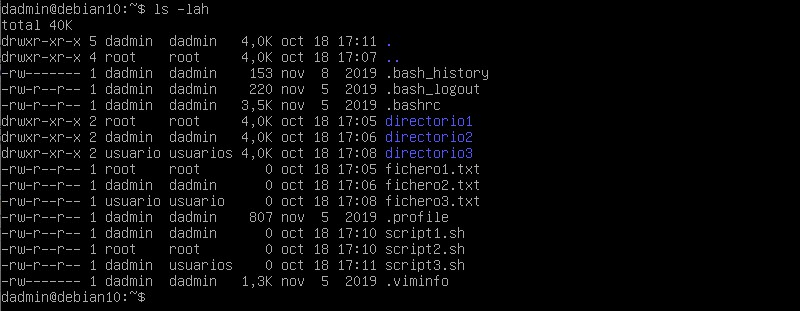 dadmin@debian10:~$ ls -lah
total 40K
drwxr-xr-x 5 dadmin  dadmin   4,0K oct 18 17:11 .
drwxr-xr-x 4 root    root     4,0K oct 18 17:07 ..
-rw------- 1 dadmin  dadmin    153 nov  8  2019 .bash_history
-rw-r--r-- 1 dadmin  dadmin    220 nov  5  2019 .bash_logout
-rw-r--r-- 1 dadmin  dadmin   3,5K nov  5  2019 .bashrc
drwxr-xr-x 2 root    root     4,0K oct 18 17:05 directorio1
drwxr-xr-x 2 dadmin  dadmin   4,0K oct 18 17:06 directorio2
drwxr-xr-x 2 usuario usuarios 4,0K oct 18 17:08 directorio3
-rw-r--r-- 1 root    root        0 oct 18 17:05 fichero1.txt
-rw-r--r-- 1 dadmin  dadmin      0 oct 18 17:06 fichero2.txt
-rw-r--r-- 1 usuario usuario     0 oct 18 17:08 fichero3.txt
-rw-r--r-- 1 dadmin  dadmin    807 nov  5  2019 .profile
-rw-r--r-- 1 dadmin  dadmin      0 oct 18 17:10 script1.sh
-rw-r--r-- 1 root    root        0 oct 18 17:10 script2.sh
-rw-r--r-- 1 dadmin  usuarios    0 oct 18 17:11 script3.sh
-rw------- 1 dadmin  dadmin   1,3K nov  5  2019 .viminfo
dadmin@debian10:~$